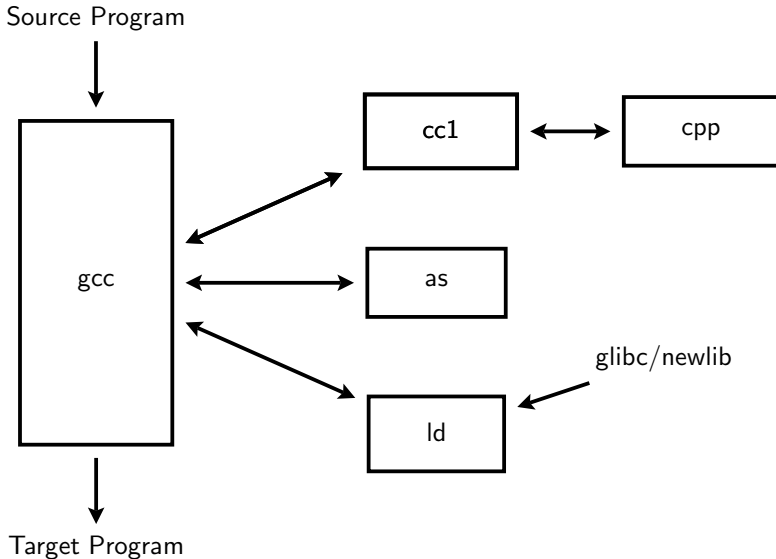 Source Program
cc1
cpp
gcc
as
glibc/newlib
ld
Target Program